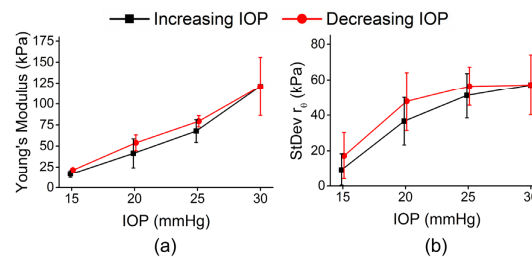 Increasing IOP Decreasing IOP
Young's Modulus (kPa)
175
150
125
100
75
50
25
0
15 20 25 30
IOP (mmHg)
(a)
StDev rθ (kPa)
80
60
40
20
0
15 20 25 30
IOP (mmHg)
(b)